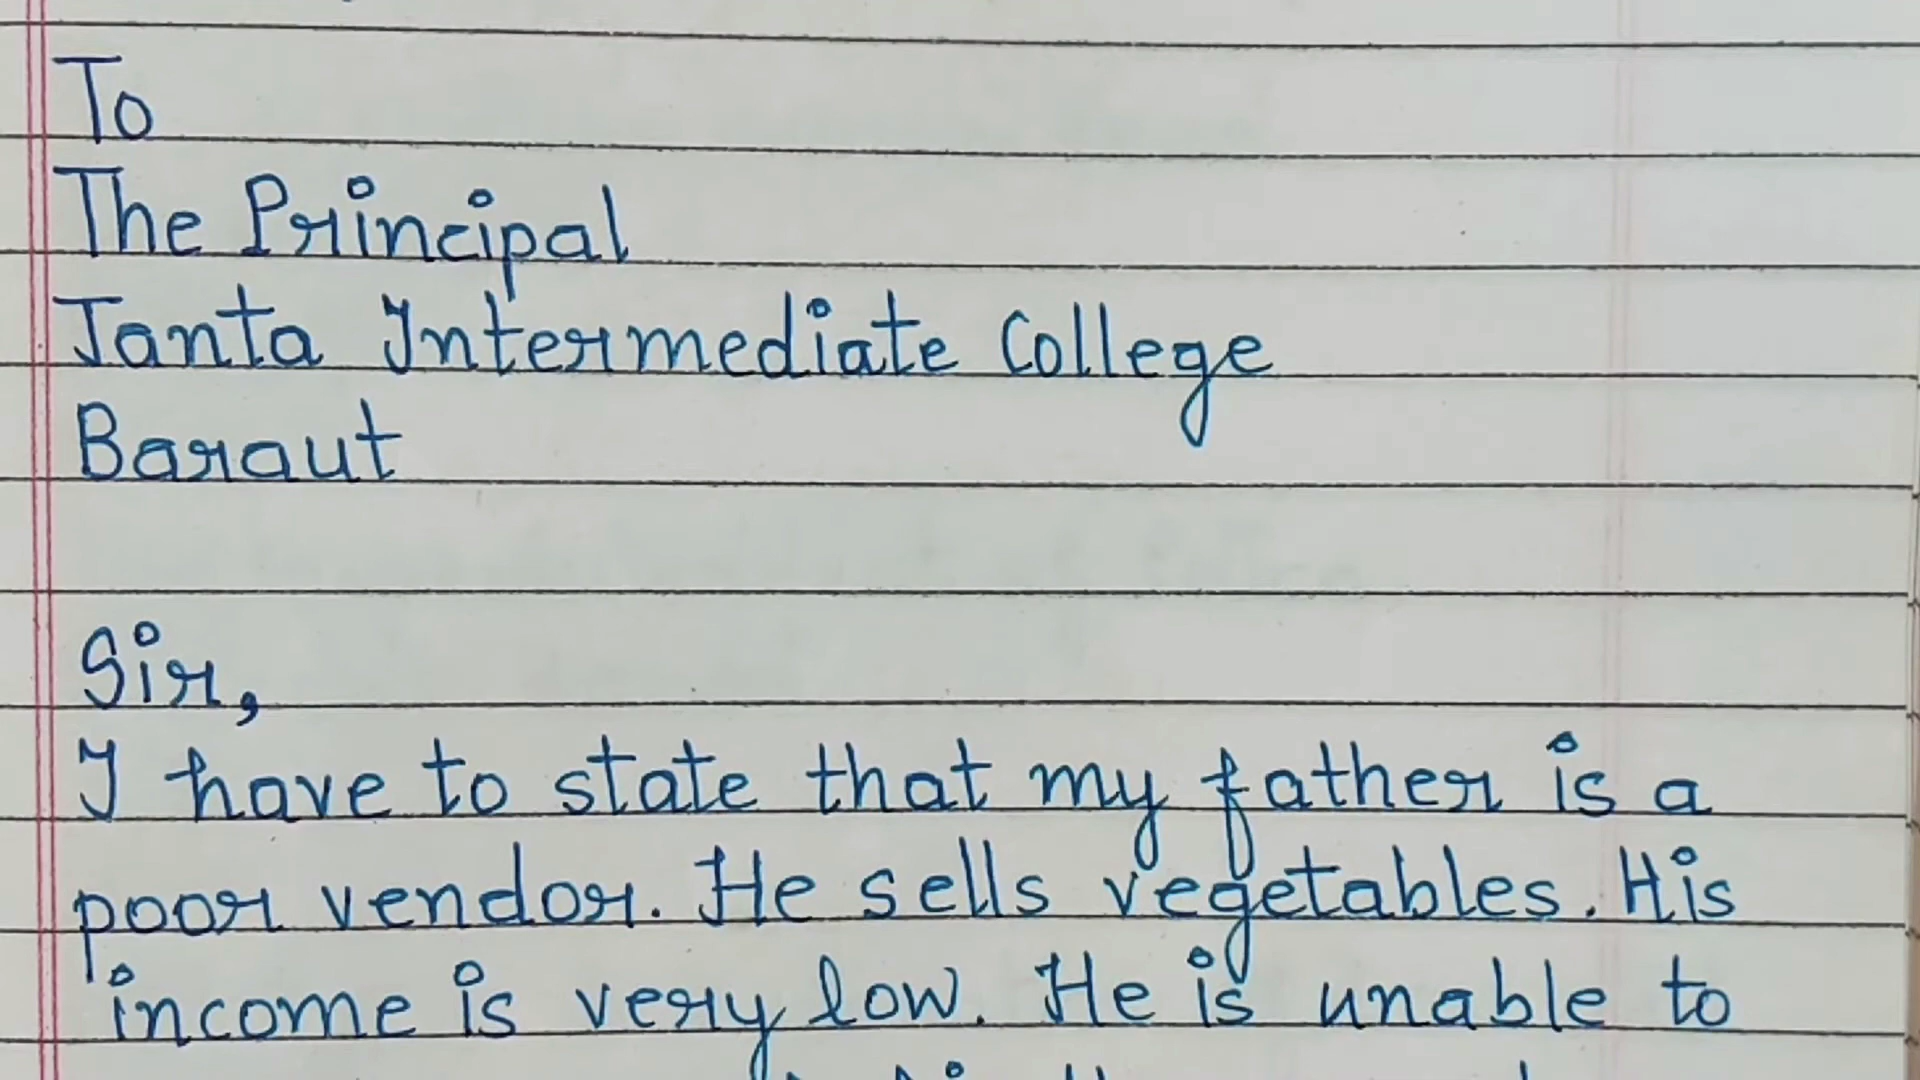 To
The Principal
Janta Intermediate College
Baraut
Sir,
I have to state that my father is a
poor vendor. He sells vegetables. His
income is very low. He is unable to